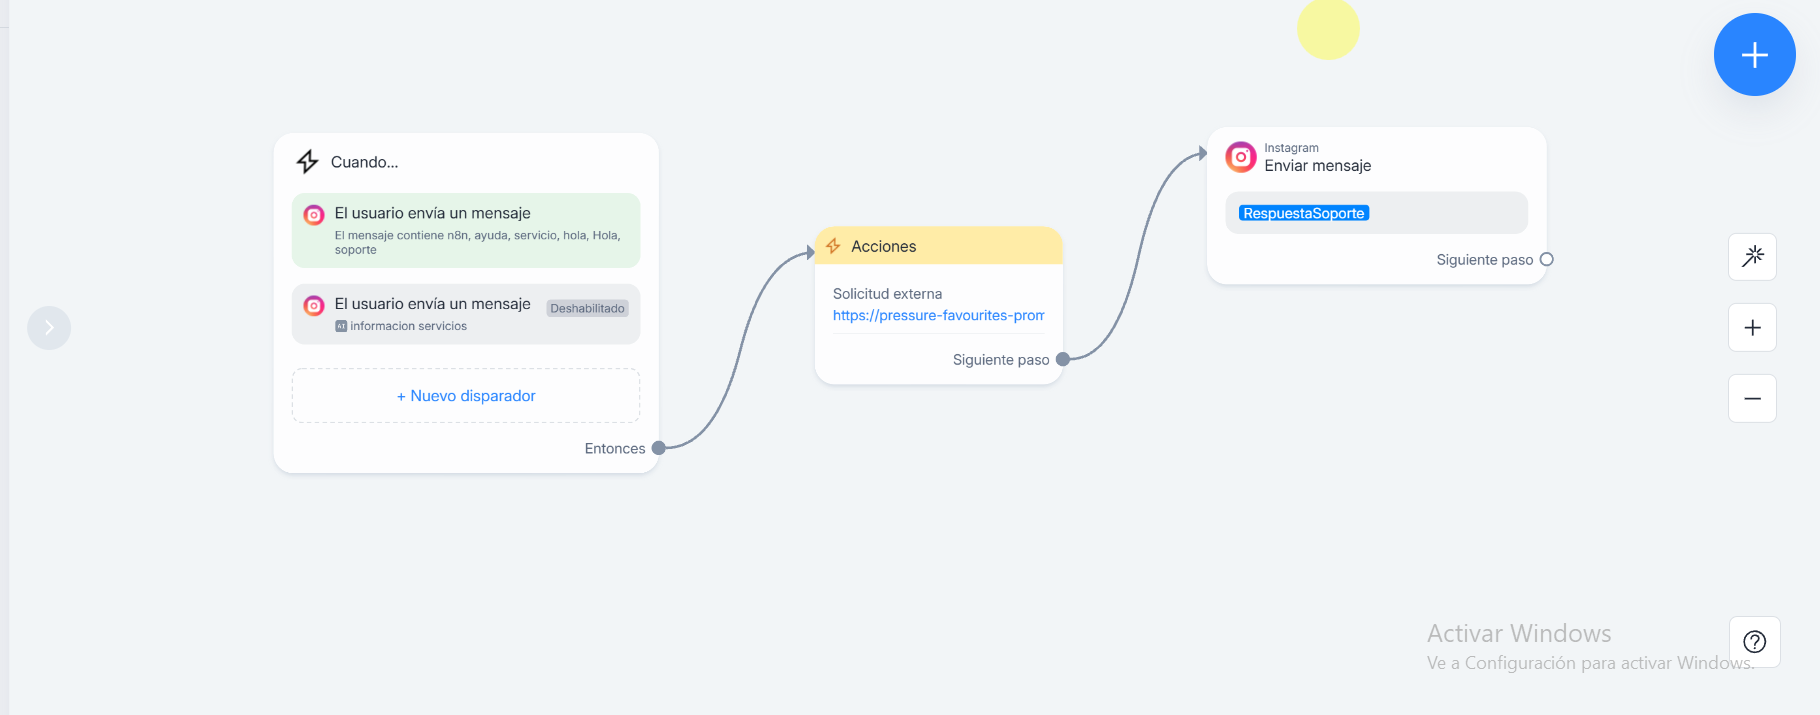 Cuando...
El usuario envía un mensaje
El mensaje contiene n8n, ayuda, servicio, hola, Hola,
soporte
El usuario envía un mensaje
Deshabilitado
AI informacion servicios
+ Nuevo disparador
Entonces
Acciones
Solicitud externa
https://pressure-favourites-prom
Siguiente paso
Instagram
Enviar mensaje
RespuestaSoporte
Siguiente paso
Activar Windows
Ve a Configuración para activar Windows.